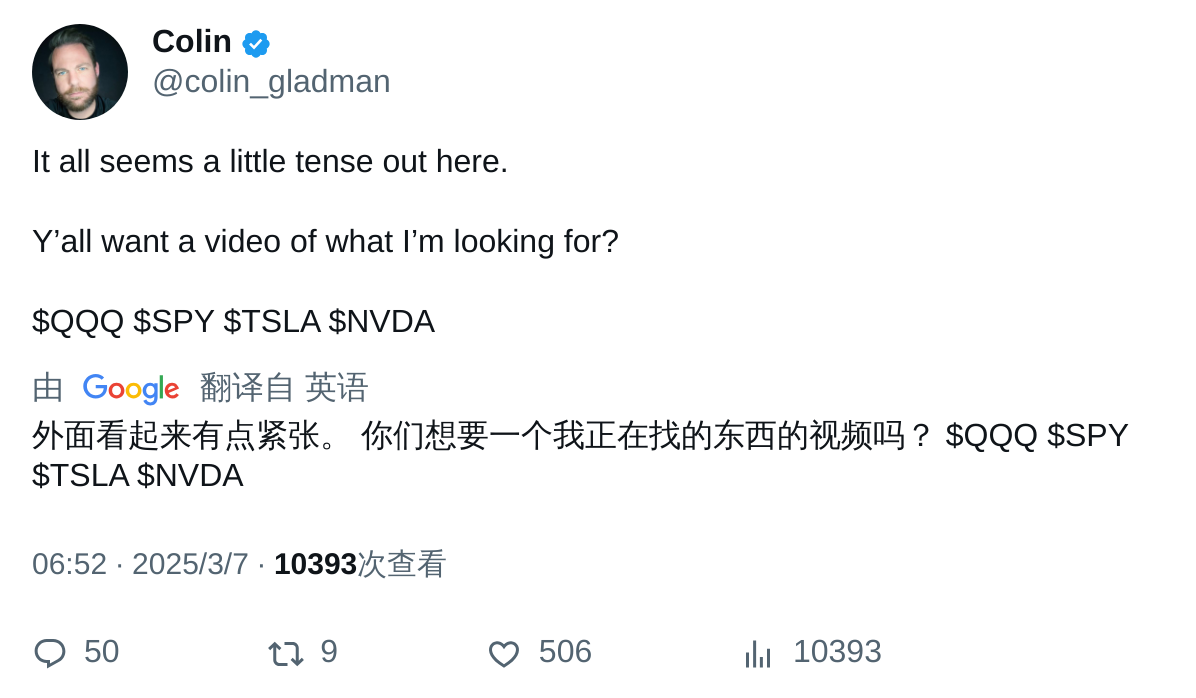 Colin
@colin_gladman
It all seems a little tense out here.
Y’all want a video of what I’m looking for?
$QQQ $SPY $TSLA $NVDA
由 Google 翻译自 英语
外面看起来有点紧张。 你们想要一个我正在找的东西的视频吗？ $QQQ $SPY
$TSLA $NVDA
06:52 · 2025/3/7 · 10393次查看
50 9 506 10393